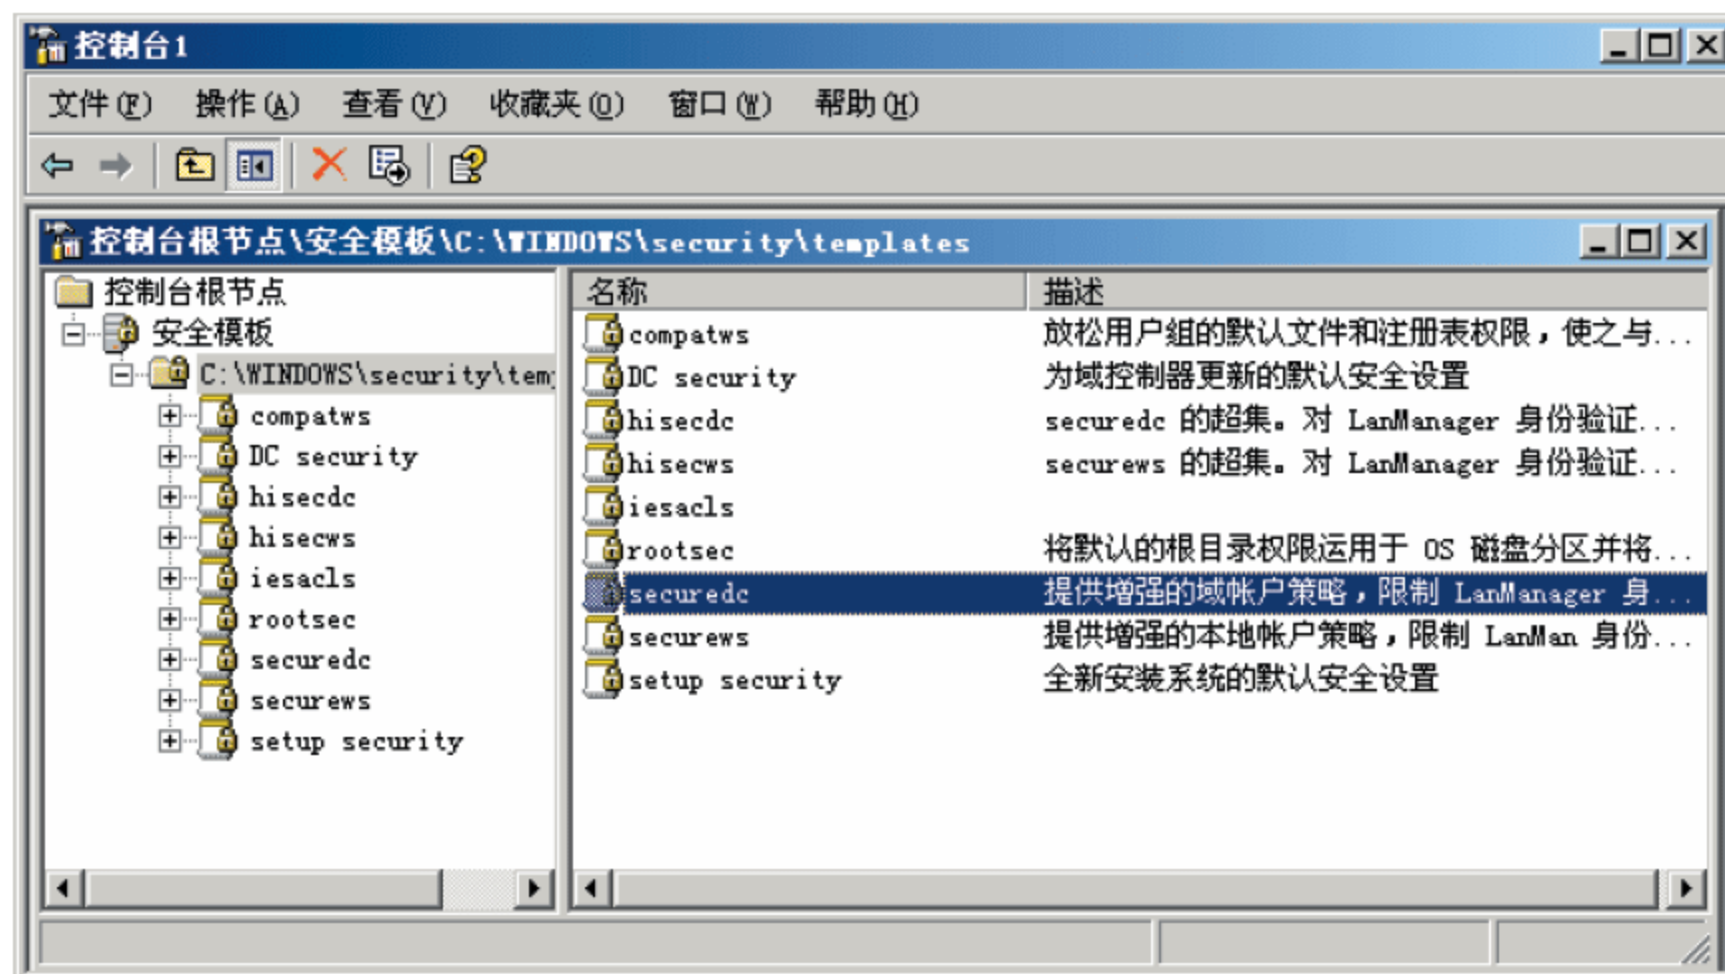 控制台1
文件(F) 操作(A) 查看(V) 收藏夹(O) 窗口(W) 帮助(H)
控制台根节点\安全模板\C:\WINDOWS\security\templates
控制台根节点
安全模板
C:\WINDOWS\security\tem
compatws
DC security
hisecdc
hisecws
iesacls
rootsec
securedc
securews
setup security
名称 描述
compatws 放松用户组的默认文件和注册表权限，使之与...
DC security 为域控制器更新的默认安全设置
hisecdc securedc 的超集。对 LanManager 身份验证...
hisecws securews 的超集。对 LanManager 身份验证...
iesacls
rootsec 将默认的根目录权限运用于 OS 磁盘分区并将...
securedc 提供增强的域帐户策略，限制 LanManager 身...
securews 提供增强的本地帐户策略，限制 LanMan 身份...
setup security 全新安装系统的默认安全设置